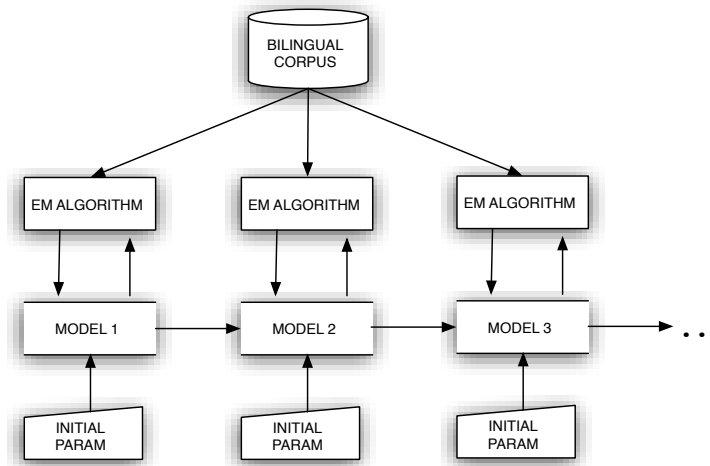 BILINGUAL
CORPUS
EM ALGORITHM
EM ALGORITHM
EM ALGORITHM
MODEL 1
MODEL 2
MODEL 3
. .
INITIAL
PARAM
INITIAL
PARAM
INITIAL
PARAM